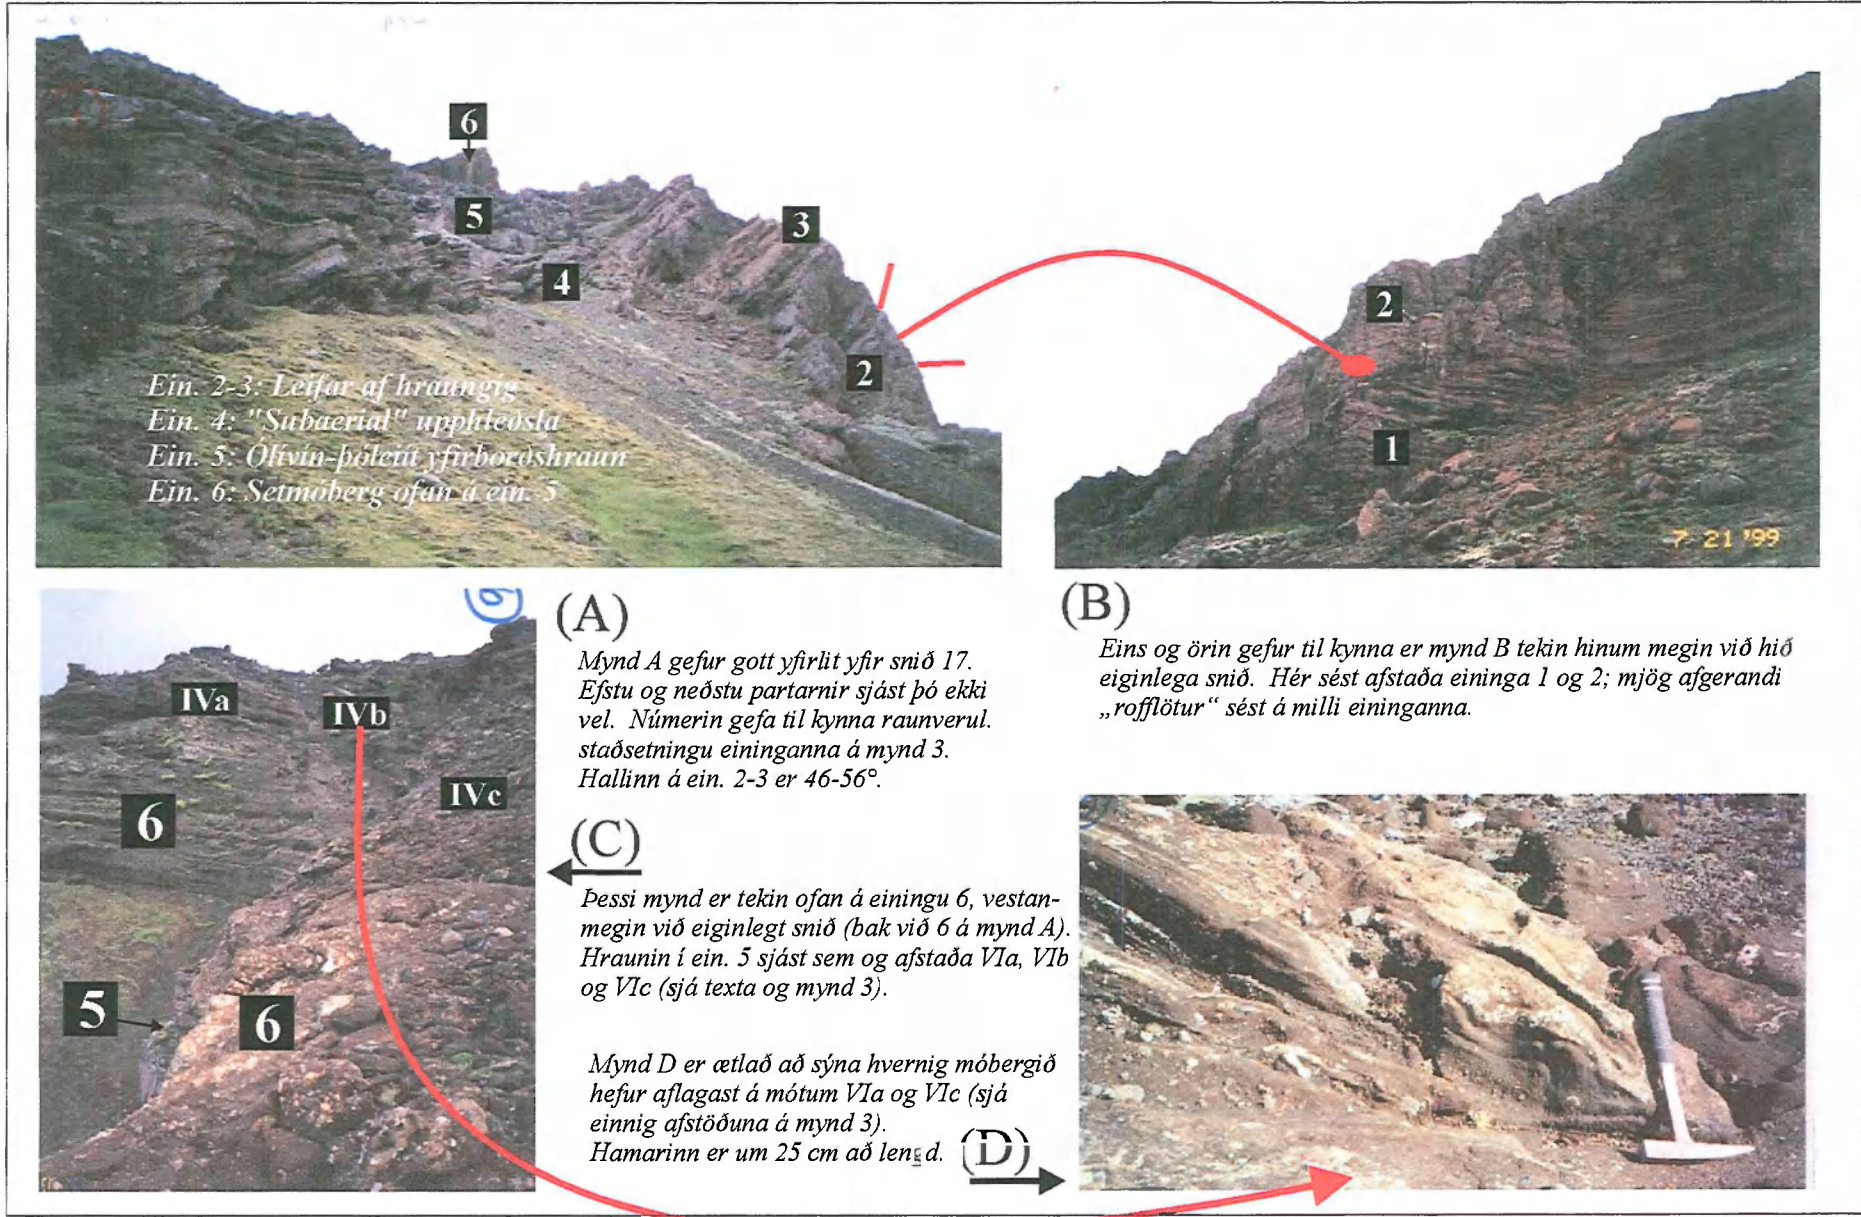 6
5
4
3
2
Ein. 2-3: Leifar af hraungíg
Ein. 4: "Subaerial" upphleðsla
Ein. 5: Ólivín-þóleiít yfirborðshraun
Ein. 6: Setmóberg ofan á ein. 5
2
1
7 21 '99
(A)
Mynd A gefur gott yfirlit yfir snið 17.
Efstu og neðstu partarnir sjást þó ekki
vel. Númerin gefa til kynna raunverul.
staðsetningu eininganna á mynd 3.
Hallinn á ein. 2-3 er 46-56°.
(B)
Eins og örin gefur til kynna er mynd B tekin hinum megin við hið
eiginlega snið. Hér sést afstaða eininga 1 og 2; mjög afgerandi
„rofflötur“ sést á milli eininganna.
IVa
IVb
IVc
6
5
6
(C)
Þessi mynd er tekin ofan á einingu 6, vestan-
megin við eiginlegt snið (bak við 6 á mynd A).
Hraunin í ein. 5 sjást sem og afstaða VIa, VIb
og VIc (sjá texta og mynd 3).
Mynd D er ætlað að sýna hvernig móbergið
hefur aflagast á mótum VIa og VIc (sjá
einnig afstöðuna á mynd 3).
Hamarinn er um 25 cm að lengd.
(D)